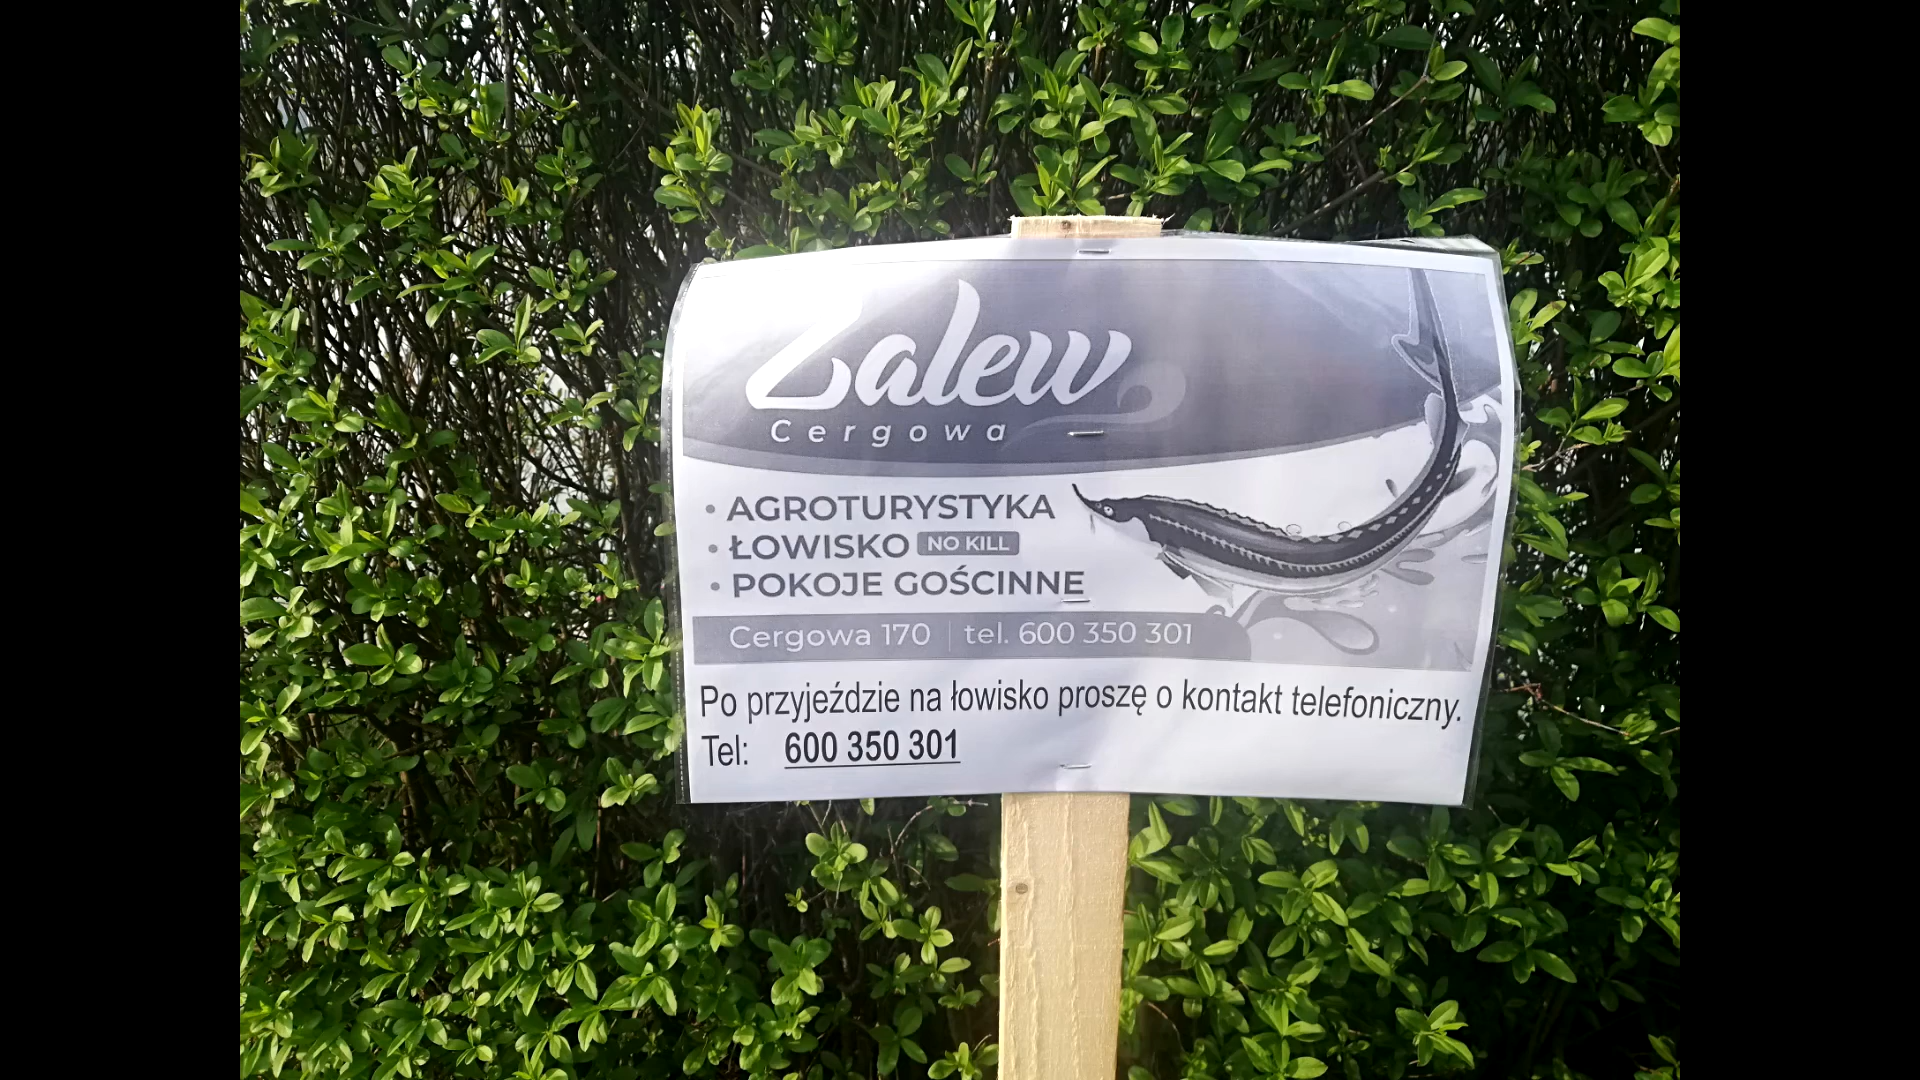 Zalew
Cergowa
• AGROTURYSTYKA
• ŁOWISKO NO KILL
• POKOJE GOŚCINNE
Cergowa 170 | tel. 600 350 301
Po przyjeździe na łowisko proszę o kontakt telefoniczny.
Tel: 600 350 301